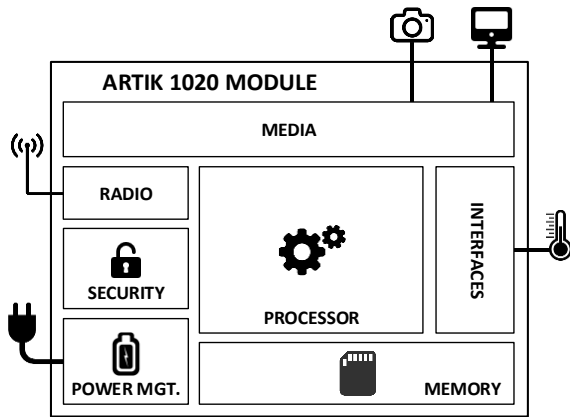 ARTIK 1020 MODULE
MEDIA
RADIO
SECURITY
POWER MGT.
PROCESSOR
INTERFACES
MEMORY